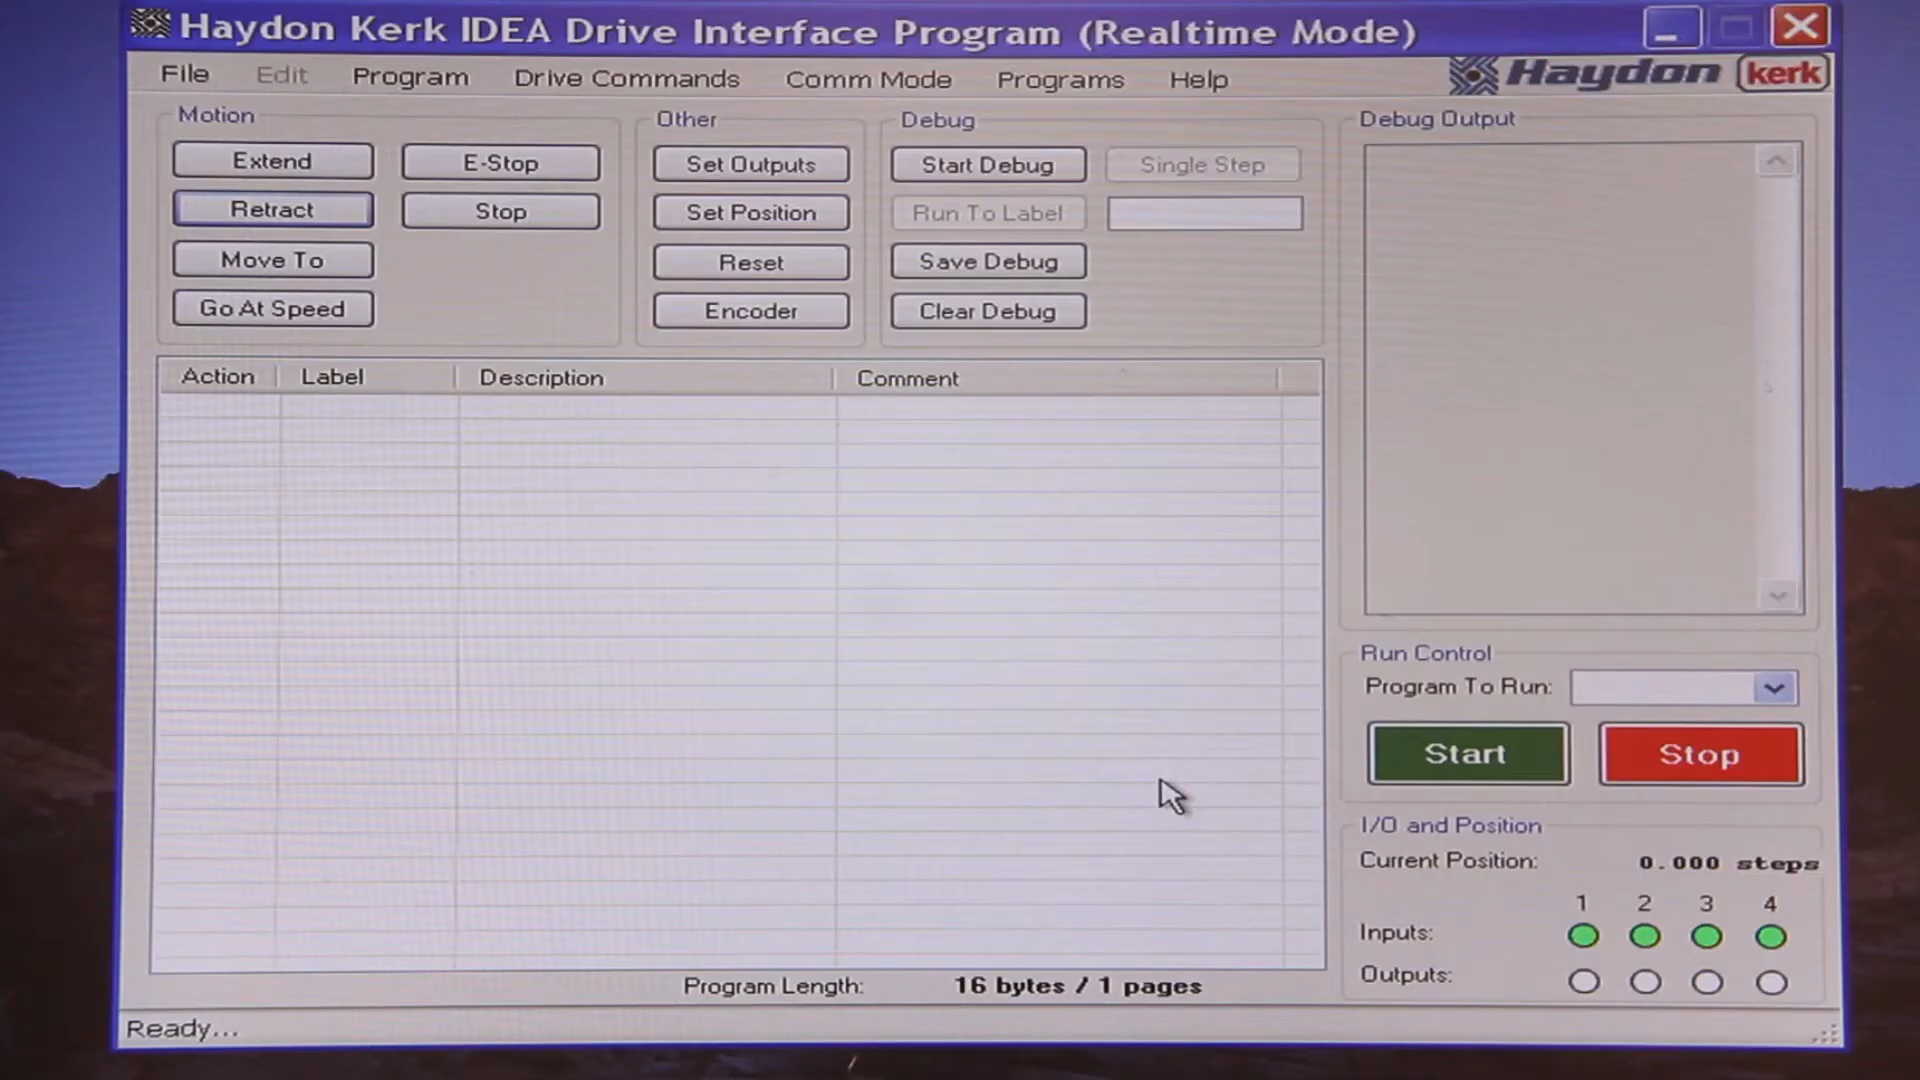 Haydon Kerk IDEA Drive Interface Program (Realtime Mode)
File Edit Program Drive Commands Comm Mode Programs Help
Haydon kerk
Motion
Extend E-Stop
Retract Stop
Move To
Go At Speed
Other
Set Outputs
Set Position
Reset
Encoder
Debug
Start Debug Single Step
Run To Label
Save Debug
Clear Debug
Debug Output
Action Label Description Comment
Run Control
Program To Run:
Start Stop
I/O and Position
Current Position: 0.000 steps
1 2 3 4
Inputs:
Outputs:
Program Length: 16 bytes / 1 pages
Ready...